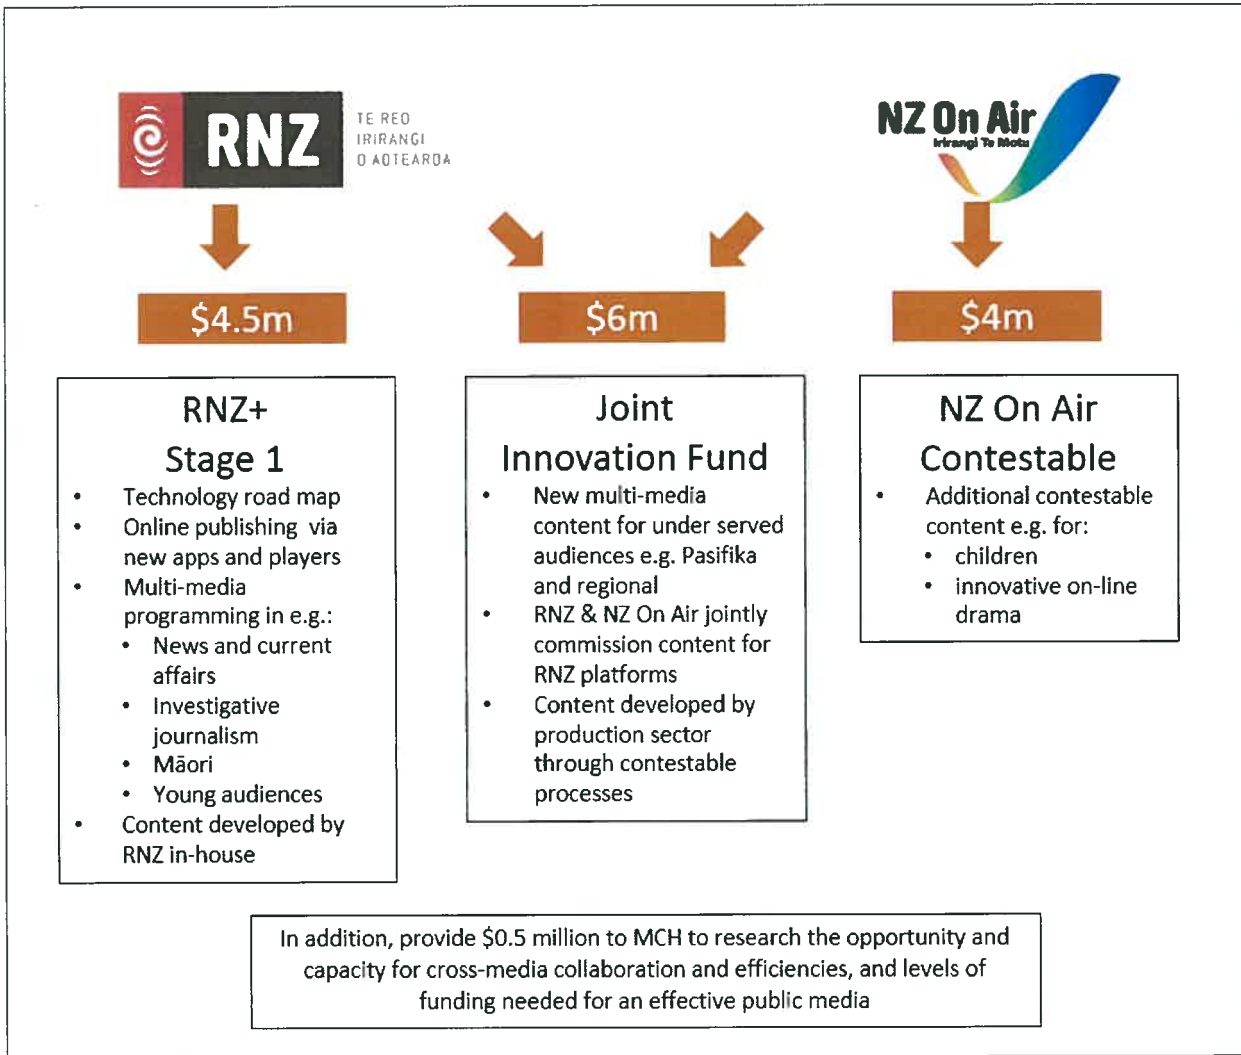 RNZ
TE REO
IRIRANGI
O AOTEAROA
NZ On Air
Irirangi Te Motu
$4.5m
$6m
$4m
RNZ+
Stage 1
• Technology road map
• Online publishing via
new apps and players
• Multi-media
programming in e.g.:
• News and current
affairs
• Investigative
journalism
• Māori
• Young audiences
• Content developed by
RNZ in-house
Joint
Innovation Fund
• New multi-media
content for under served
audiences e.g. Pasifika
and regional
• RNZ & NZ On Air jointly
commission content for
RNZ platforms
• Content developed by
production sector
through contestable
processes
NZ On Air
Contestable
• Additional contestable
content e.g. for:
• children
• innovative on-line
drama
In addition, provide $0.5 million to MCH to research the opportunity and
capacity for cross-media collaboration and efficiencies, and levels of
funding needed for an effective public media